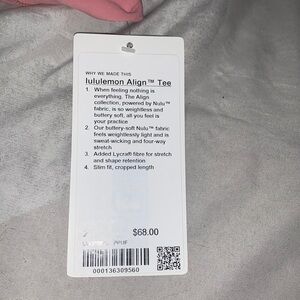 WHY WE MADE THIS
lululemon Align™ Tee
1. When feeling nothing is
everything. The Align
collection, powered by Nulu™
fabric, is so weightless and
buttery soft, all you feel is
your practice
2. Our buttery-soft Nulu™ fabric
feels weightlessly light and is
sweat-wicking and four-way
stretch
3. Added Lycra® fibre for stretch
and shape retention
4. Slim fit, cropped length
$68.00
000136309560